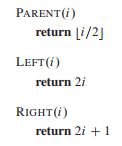 PARENT(i)
return ⌊i/2⌋
LEFT(i)
return 2i
RIGHT(i)
return 2i + 1